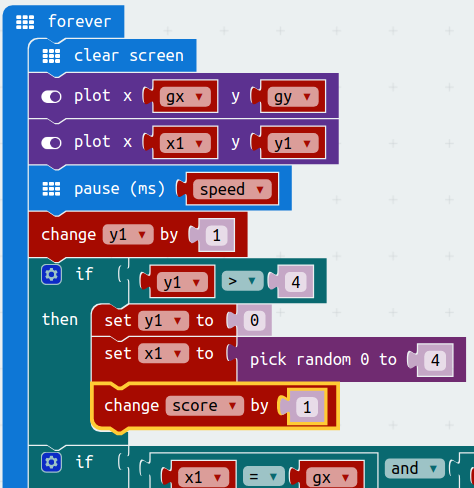 forever
clear screen
plot x gx ▼ y gy ▼
plot x x1 ▼ y y1 ▼
pause (ms) speed ▼
change y1 ▼ by 1
if y1 ▼ > ▼ 4
then set y1 ▼ to 0
set x1 ▼ to pick random 0 to 4
change score ▼ by 1
if x1 ▼ = ▼ gx ▼ and ▼